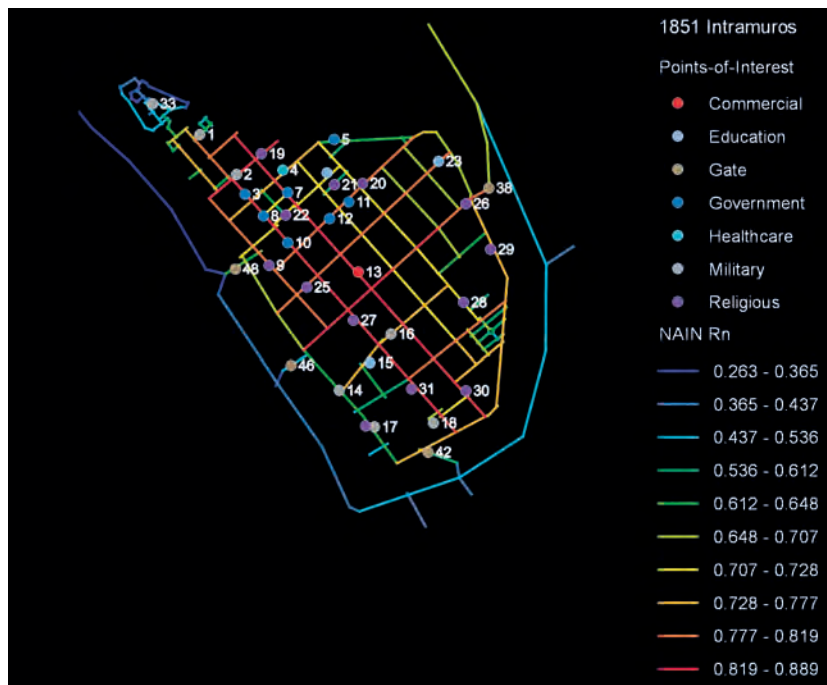 1851 Intramuros
Points-of-Interest
Commercial
Education
Gate
Government
Healthcare
Military
Religious
NAIN Rn
0.263 - 0.365
0.365 - 0.437
0.437 - 0.536
0.536 - 0.612
0.612 - 0.648
0.648 - 0.707
0.707 - 0.728
0.728 - 0.777
0.777 - 0.819
0.819 - 0.889
33
1
5
19
4
23
2
21
20
38
3
7
11
26
8
22
12
10
29
48
9
13
25
28
27
16
46
15
14
31
30
17
18
42